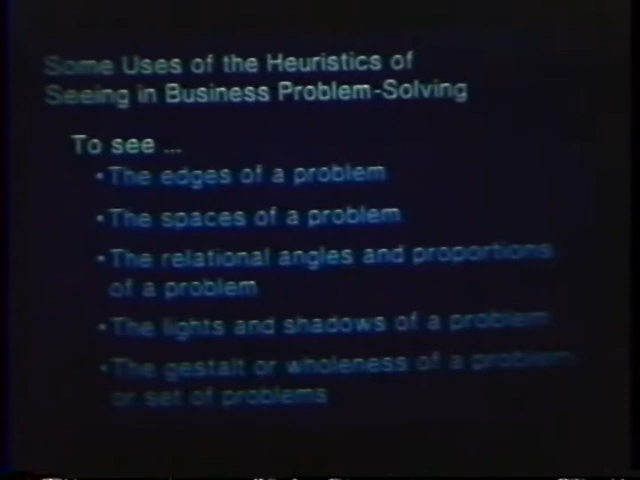 Some Uses of the Heuristics of
Seeing in Business Problem-Solving
To see ...
• The edges of a problem
• The spaces of a problem
• The relational angles and proportions
of a problem
• The lights and shadows of a problem
• The gestalt or wholeness of a problem
or set of problems